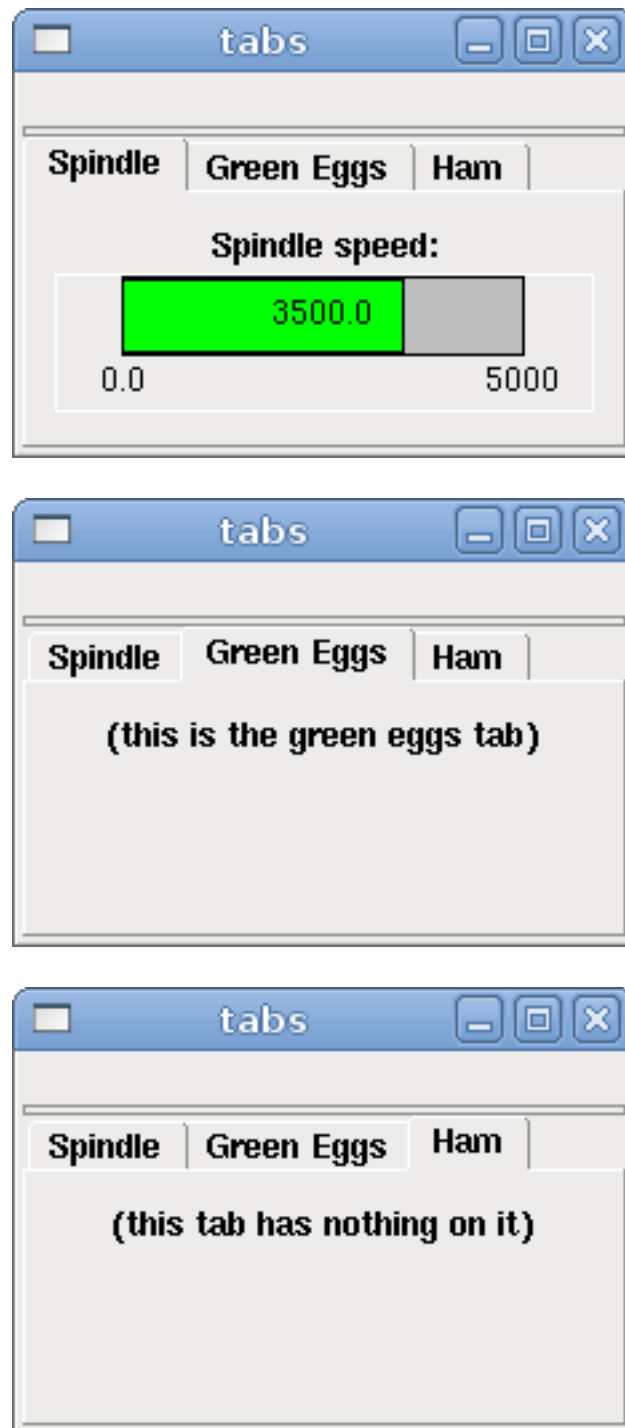 tabs
Spindle Green Eggs Ham
Spindle speed:
3500.0
0.0 5000
tabs
Spindle Green Eggs Ham
(this is the green eggs tab)
tabs
Spindle Green Eggs Ham
(this tab has nothing on it)